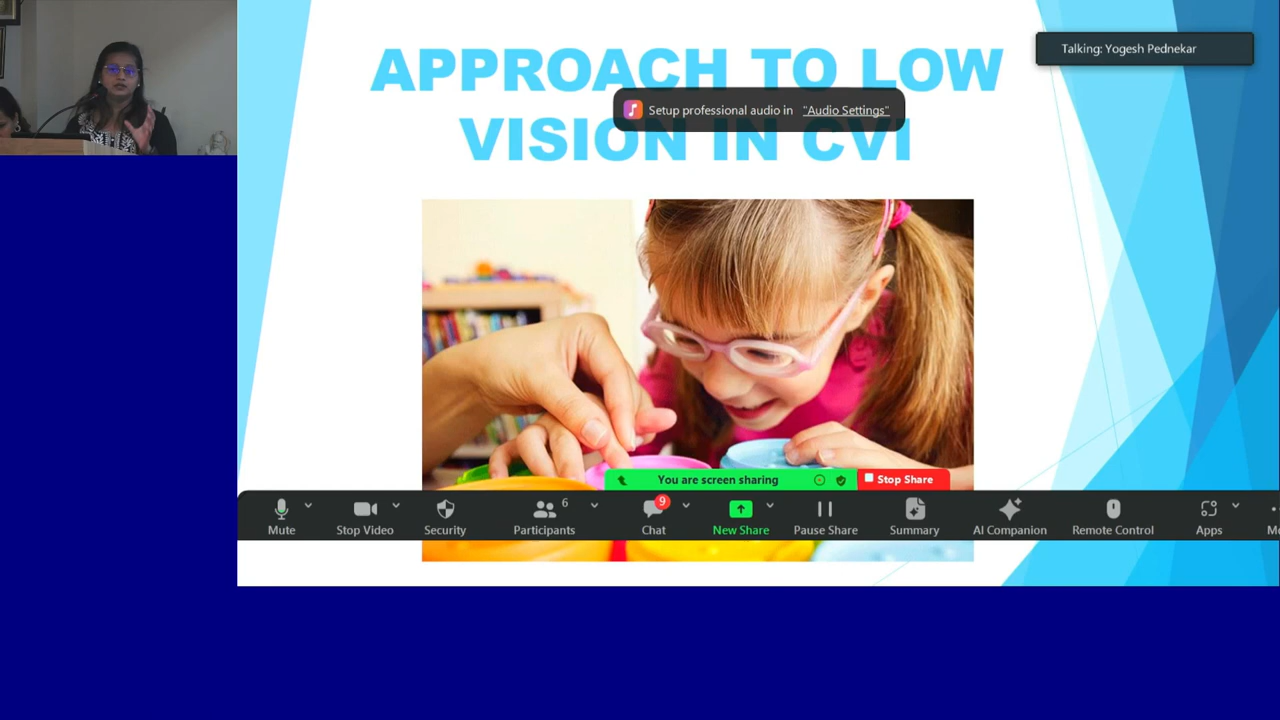 APPROACH TO LOW
VISION IN CVI
Talking: Yogesh Pednekar
Setup professional audio in "Audio Settings"
You are screen sharing
Stop Share
Mute
Stop Video
Security
Participants 6
Chat 9
New Share
Pause Share
Summary
AI Companion
Remote Control
Apps